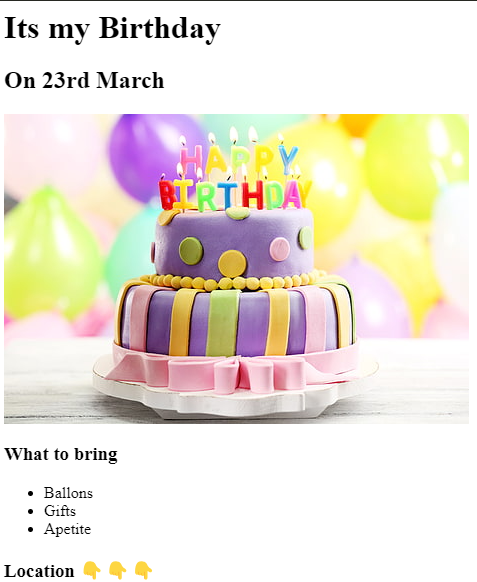 Its my Birthday
On 23rd March
HAPPY
BIRTHDAY
What to bring
Ballons
Gifts
Apetite
Location 👇👇👇